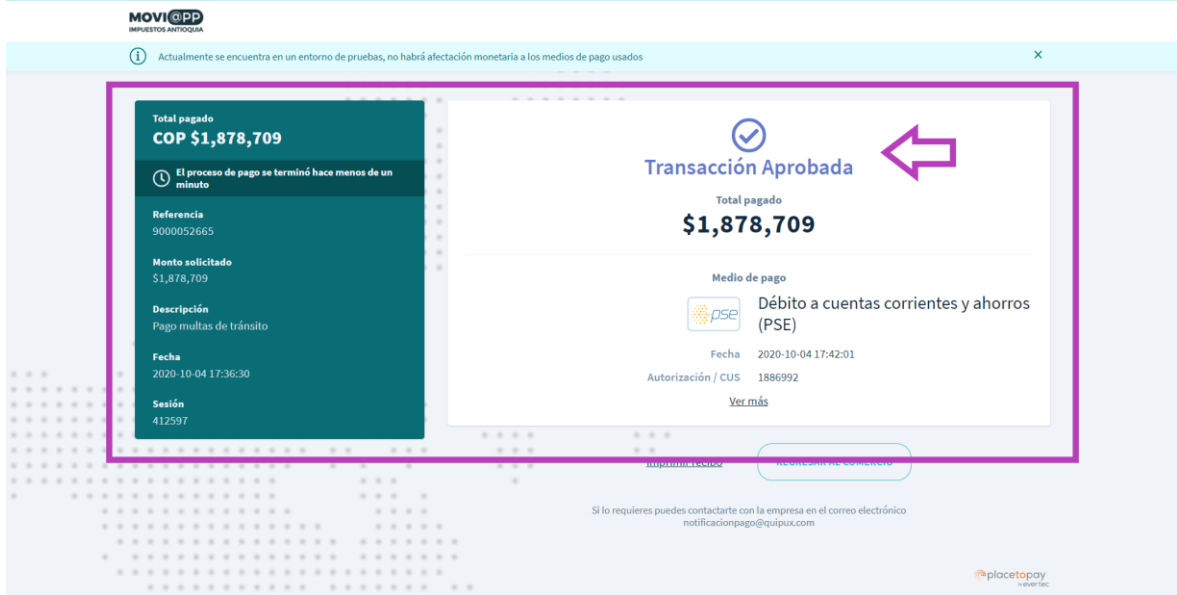 MOVI@PP
IMPUESTOS ANTIOQUIA
Actualmente se encuentra en un entorno de pruebas, no habrá afectación monetaria a los medios de pago usados
Total pagado
COP $1,878,709
El proceso de pago se terminó hace menos de un
minuto
Referencia
9000052665
Monto solicitado
$1,878,709
Descripción
Pago multas de tránsito
Fecha
2020-10-04 17:36:30
Sesión
412597
Transacción Aprobada
Total pagado
$1,878,709
Medio de pago
pse
Débito a cuentas corrientes y ahorros
(PSE)
Fecha 2020-10-04 17:42:01
Autorización / CUS 1886992
Ver más
Imprimir recibo
REGRESAR AL COMERCIO
Si lo requieres puedes contactarte con la empresa en el correo electrónico
notificacionpago@quipux.com
placetopay
evertec